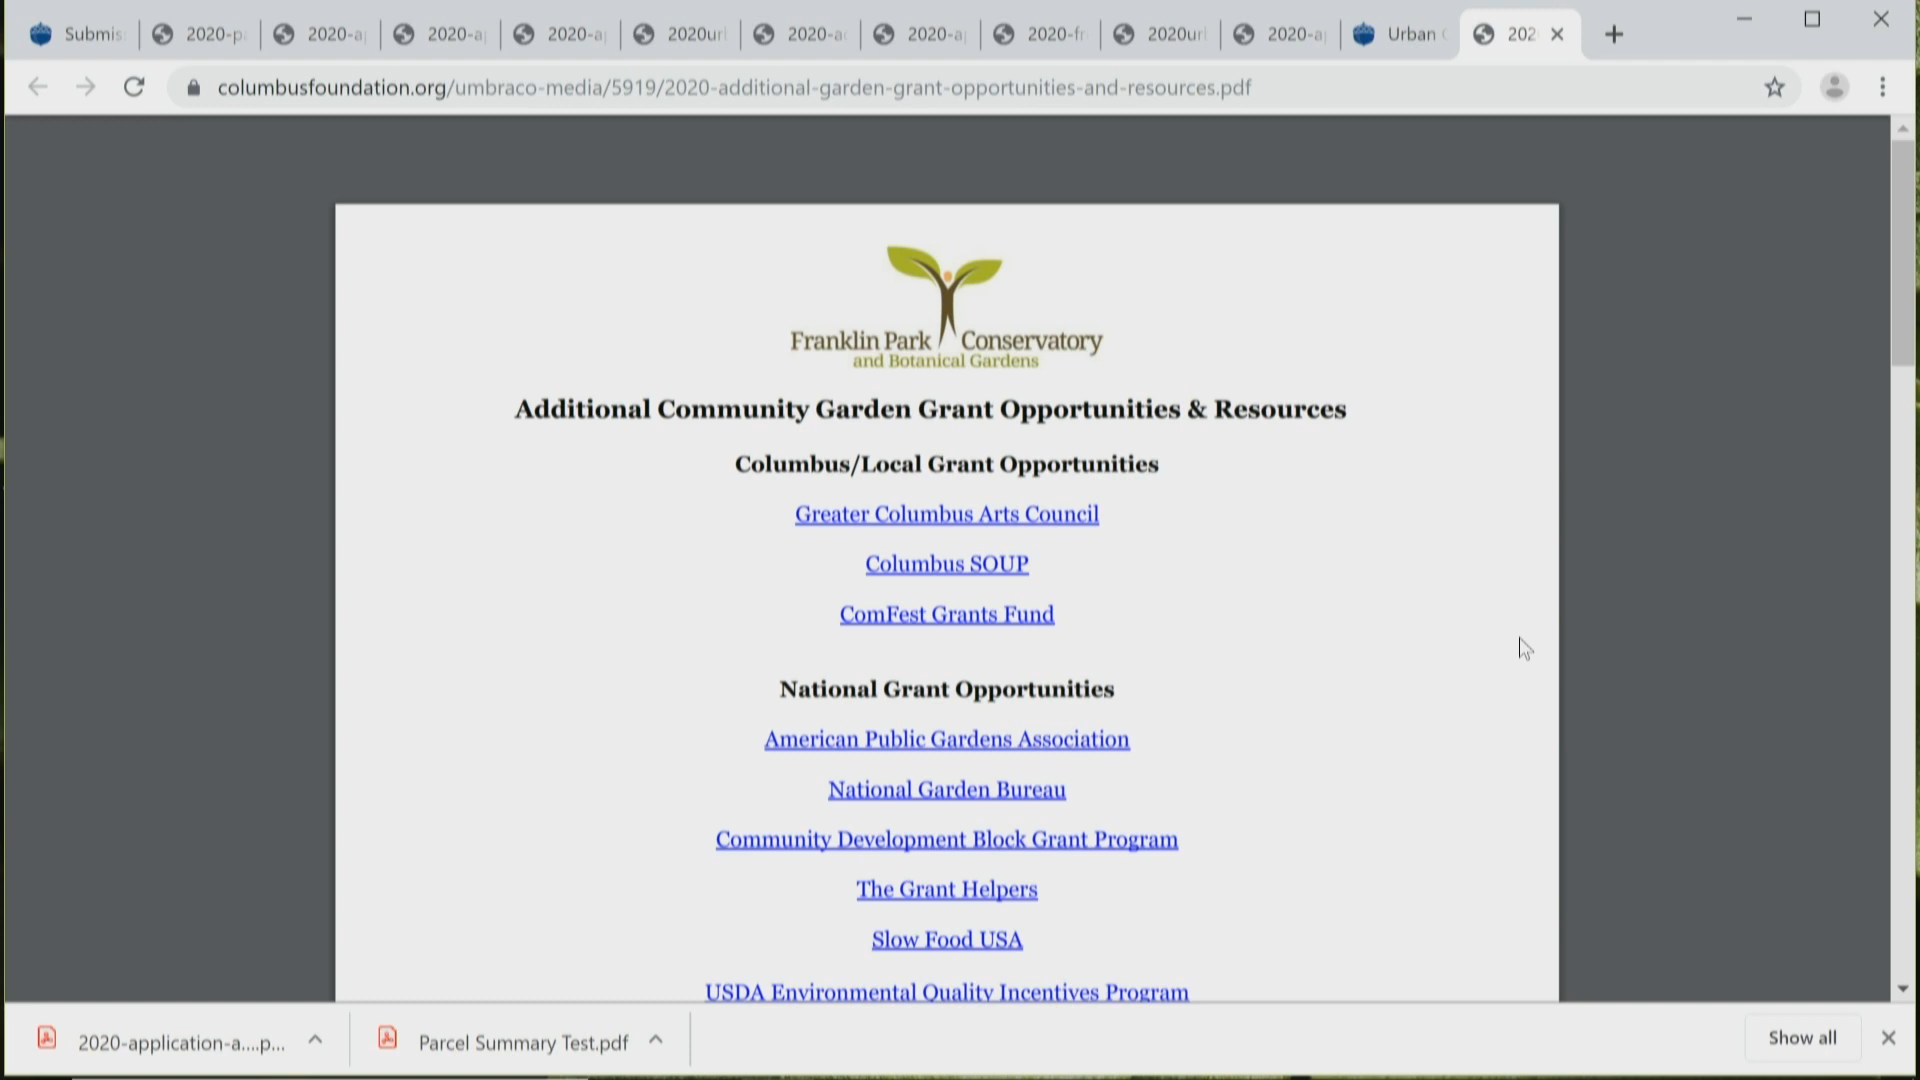 Submis
2020-p
2020-a
2020-a
2020-a
2020ur
2020-a
2020-a
2020-fr
2020ur
2020-a
Urban
202
columbusfoundation.org/umbraco-media/5919/2020-additional-garden-grant-opportunities-and-resources.pdf
Franklin Park Conservatory
and Botanical Gardens
Additional Community Garden Grant Opportunities & Resources
Columbus/Local Grant Opportunities
Greater Columbus Arts Council
Columbus SOUP
ComFest Grants Fund
National Grant Opportunities
American Public Gardens Association
National Garden Bureau
Community Development Block Grant Program
The Grant Helpers
Slow Food USA
USDA Environmental Quality Incentives Program
2020-application-a....p...
Parcel Summary Test.pdf
Show all